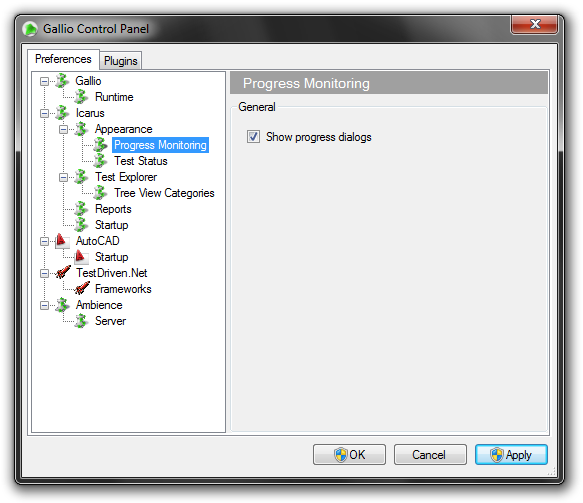 Gallio Control Panel
Preferences Plugins
Gallio
Runtime
Icarus
Appearance
Progress Monitoring
Test Status
Test Explorer
Tree View Categories
Reports
Startup
AutoCAD
Startup
TestDriven.Net
Frameworks
Ambience
Server
Progress Monitoring
General
Show progress dialogs
OK Cancel Apply